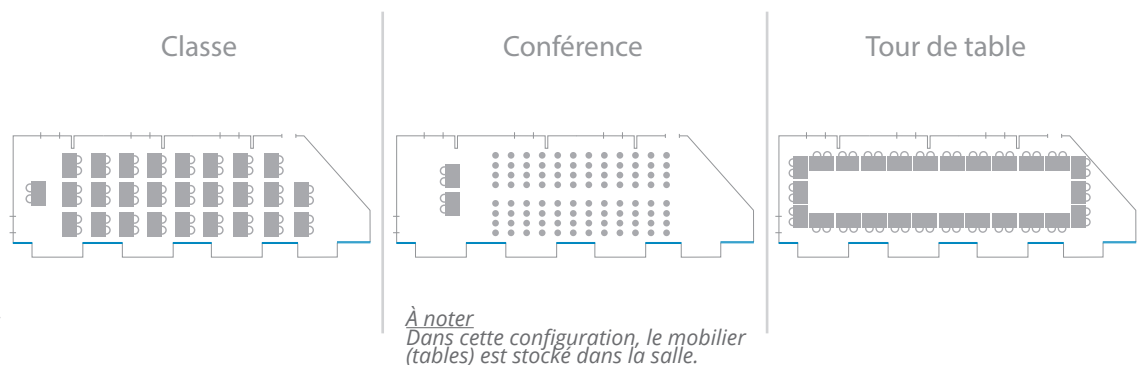 Classe
Conférence
Tour de table
À noter
Dans cette configuration, le mobilier
(tables) est stocké dans la salle.